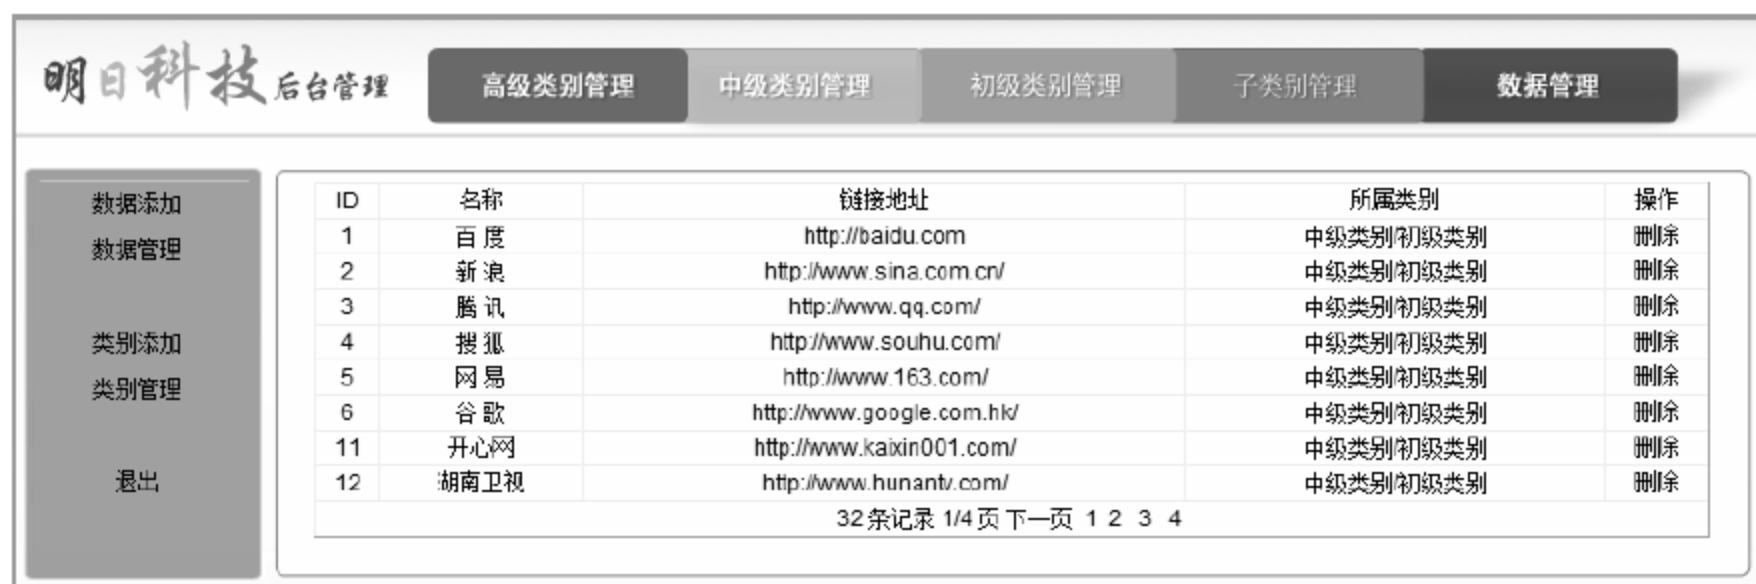 明日科技 后台管理 高级类别管理 中级类别管理 初级类别管理 子类别管理 数据管理
数据添加
数据管理
类别添加
类别管理
退出
ID 名称 链接地址 所属类别 操作
1 百度 http://baidu.com 中级类别/初级类别 删除
2 新浪 http://www.sina.com.cn/ 中级类别/初级类别 删除
3 腾讯 http://www.qq.com/ 中级类别/初级类别 删除
4 搜狐 http://www.souhu.com/ 中级类别/初级类别 删除
5 网易 http://www.163.com/ 中级类别/初级类别 删除
6 谷歌 http://www.google.com.hk/ 中级类别/初级类别 删除
11 开心网 http://www.kaixin001.com/ 中级类别/初级类别 删除
12 湖南卫视 http://www.hunantv.com/ 中级类别/初级类别 删除
32条记录 1/4页 下一页 1 2 3 4